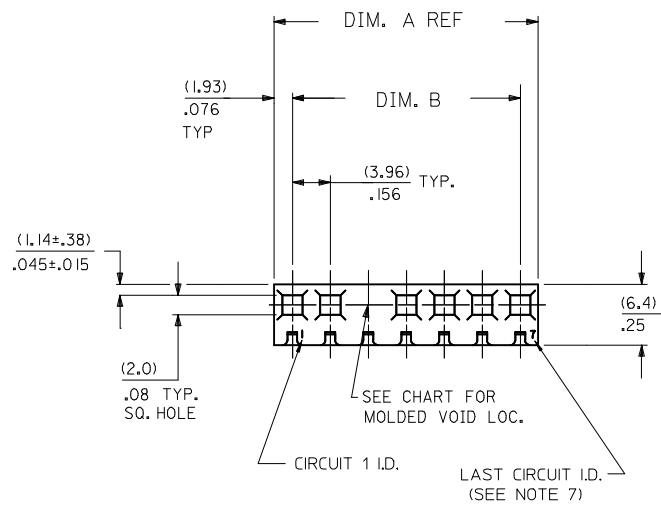 DIM. A REF
(1.93)
.076
TYP
DIM. B
(3.96)
.156
TYP.
(1.14±.38)
.045±.015
(6.4)
.25
1
7
(2.0)
.08 TYP.
SQ. HOLE
SEE CHART FOR
MOLDED VOID LOC.
CIRCUIT 1 I.D.
LAST CIRCUIT I.D.
(SEE NOTE 7)